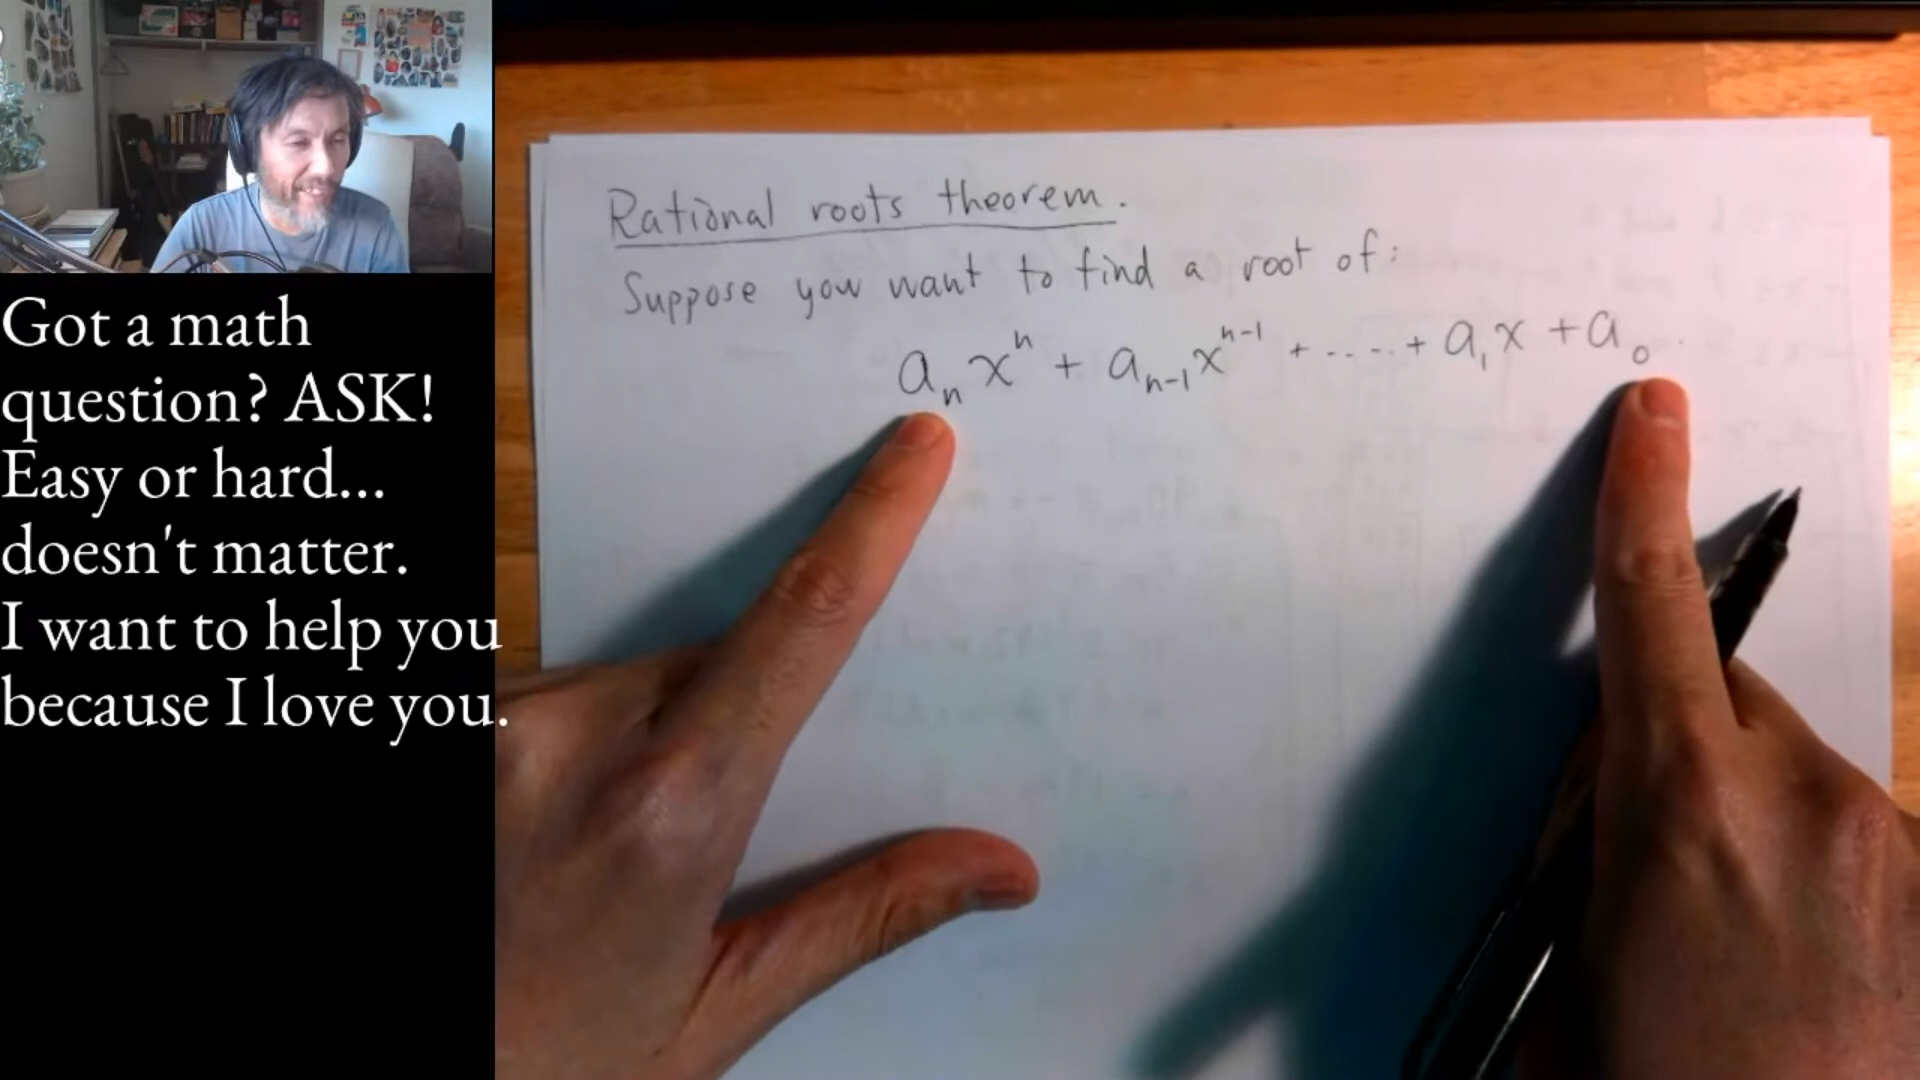 Got a math
question? ASK!
Easy or hard...
doesn't matter.
I want to help you
because I love you.
Rational roots theorem.
Suppose you want to find a root of:
aₙxⁿ + aₙ₋₁xⁿ⁻¹ + ..... + a₁x + a₀